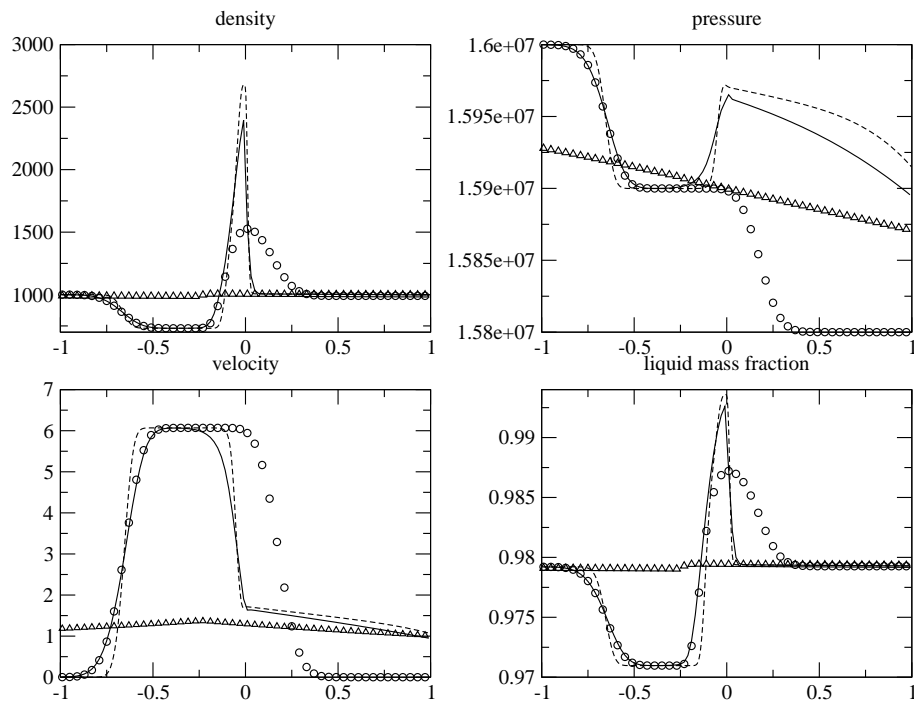 density
3000
2500
2000
1500
1000
-1 -0.5 0 0.5 1
pressure
1.6e+07
1.595e+07
1.59e+07
1.585e+07
1.58e+07
-1 -0.5 0 0.5 1
velocity
7
6
5
4
3
2
1
0
-1 -0.5 0 0.5 1
liquid mass fraction
0.99
0.985
0.98
0.975
0.97
-1 -0.5 0 0.5 1